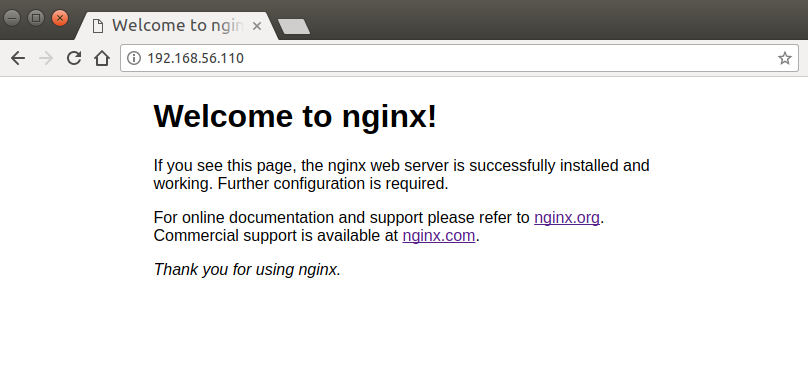 Welcome to ngin
192.168.56.110
Welcome to nginx!
If you see this page, the nginx web server is successfully installed and
working. Further configuration is required.
For online documentation and support please refer to nginx.org.
Commercial support is available at nginx.com.
Thank you for using nginx.